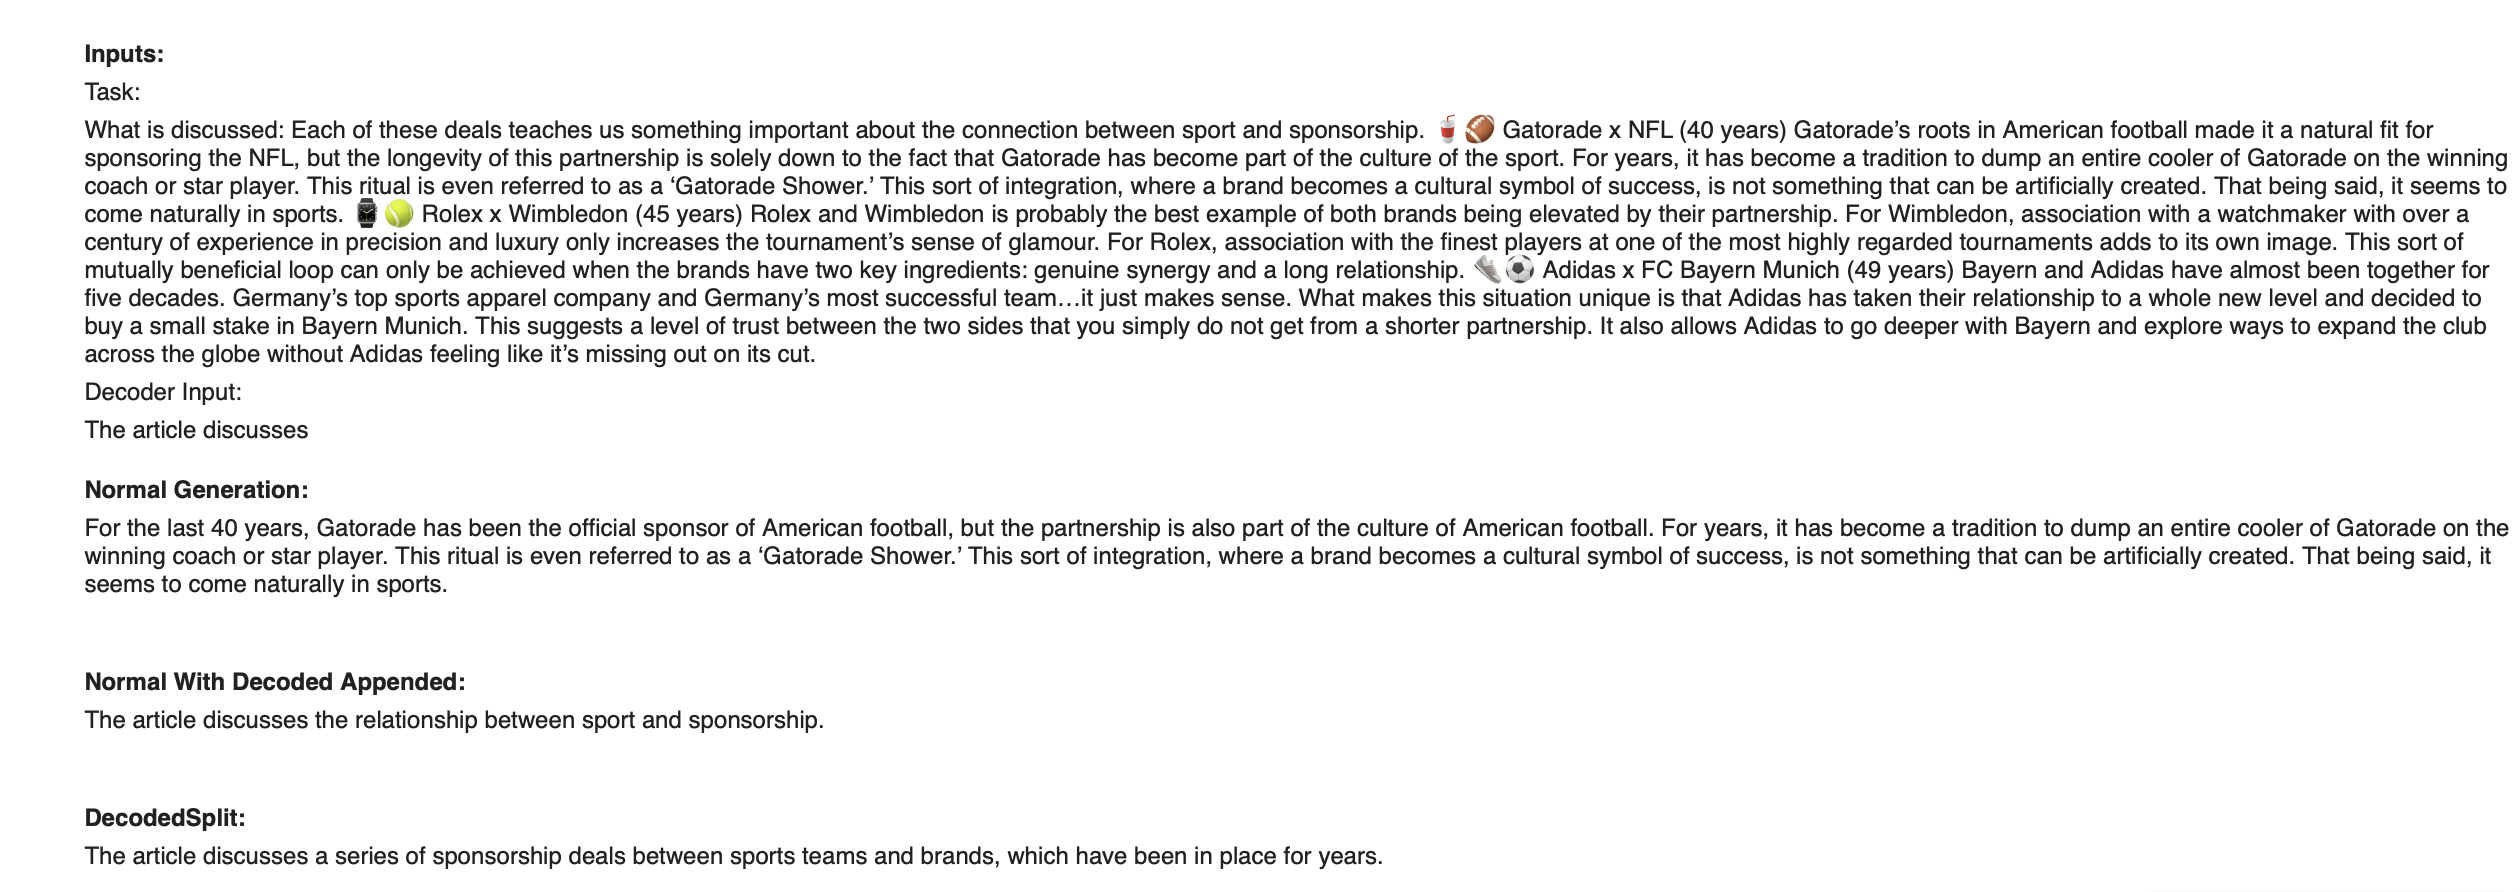 Inputs:
Task:
What is discussed: Each of these deals teaches us something important about the connection between sport and sponsorship. 🥤🏈 Gatorade x NFL (40 years) Gatorade’s roots in American football made it a natural fit for
sponsoring the NFL, but the longevity of this partnership is solely down to the fact that Gatorade has become part of the culture of the sport. For years, it has become a tradition to dump an entire cooler of Gatorade on the winning
coach or star player. This ritual is even referred to as a ‘Gatorade Shower.’ This sort of integration, where a brand becomes a cultural symbol of success, is not something that can be artificially created. That being said, it seems to
come naturally in sports. ⌚🎾 Rolex x Wimbledon (45 years) Rolex and Wimbledon is probably the best example of both brands being elevated by their partnership. For Wimbledon, association with a watchmaker with over a
century of experience in precision and luxury only increases the tournament’s sense of glamour. For Rolex, association with the finest players at one of the most highly regarded tournaments adds to its own image. This sort of
mutually beneficial loop can only be achieved when the brands have two key ingredients: genuine synergy and a long relationship. 👟⚽ Adidas x FC Bayern Munich (49 years) Bayern and Adidas have almost been together for
five decades. Germany’s top sports apparel company and Germany’s most successful team…it just makes sense. What makes this situation unique is that Adidas has taken their relationship to a whole new level and decided to
buy a small stake in Bayern Munich. This suggests a level of trust between the two sides that you simply do not get from a shorter partnership. It also allows Adidas to go deeper with Bayern and explore ways to expand the club
across the globe without Adidas feeling like it’s missing out on its cut.
Decoder Input:
The article discusses
Normal Generation:
For the last 40 years, Gatorade has been the official sponsor of American football, but the partnership is also part of the culture of American football. For years, it has become a tradition to dump an entire cooler of Gatorade on the
winning coach or star player. This ritual is even referred to as a ‘Gatorade Shower.’ This sort of integration, where a brand becomes a cultural symbol of success, is not something that can be artificially created. That being said, it
seems to come naturally in sports.
Normal With Decoded Appended:
The article discusses the relationship between sport and sponsorship.
DecodedSplit:
The article discusses a series of sponsorship deals between sports teams and brands, which have been in place for years.